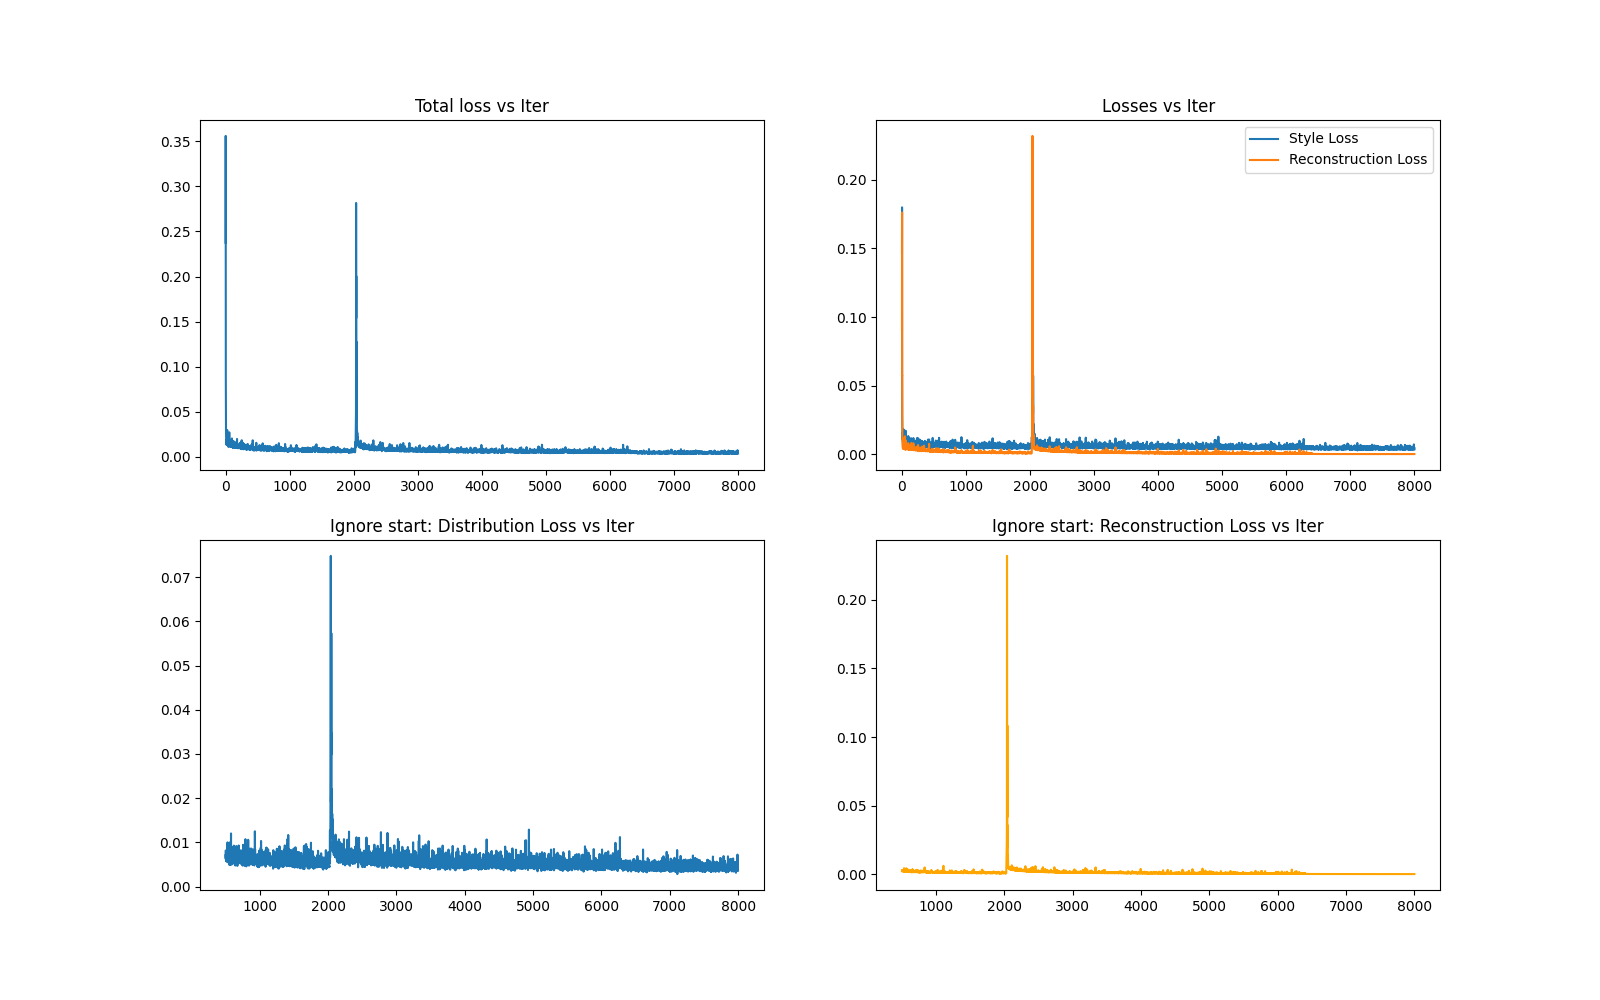 Total loss vs Iter
0.35
0.30
0.25
0.20
0.15
0.10
0.05
0.00
0 1000 2000 3000 4000 5000 6000 7000 8000
Losses vs Iter
Style Loss
Reconstruction Loss
0.20
0.15
0.10
0.05
0.00
0 1000 2000 3000 4000 5000 6000 7000 8000
Ignore start: Distribution Loss vs Iter
0.07
0.06
0.05
0.04
0.03
0.02
0.01
0.00
1000 2000 3000 4000 5000 6000 7000 8000
Ignore start: Reconstruction Loss vs Iter
0.20
0.15
0.10
0.05
0.00
1000 2000 3000 4000 5000 6000 7000 8000